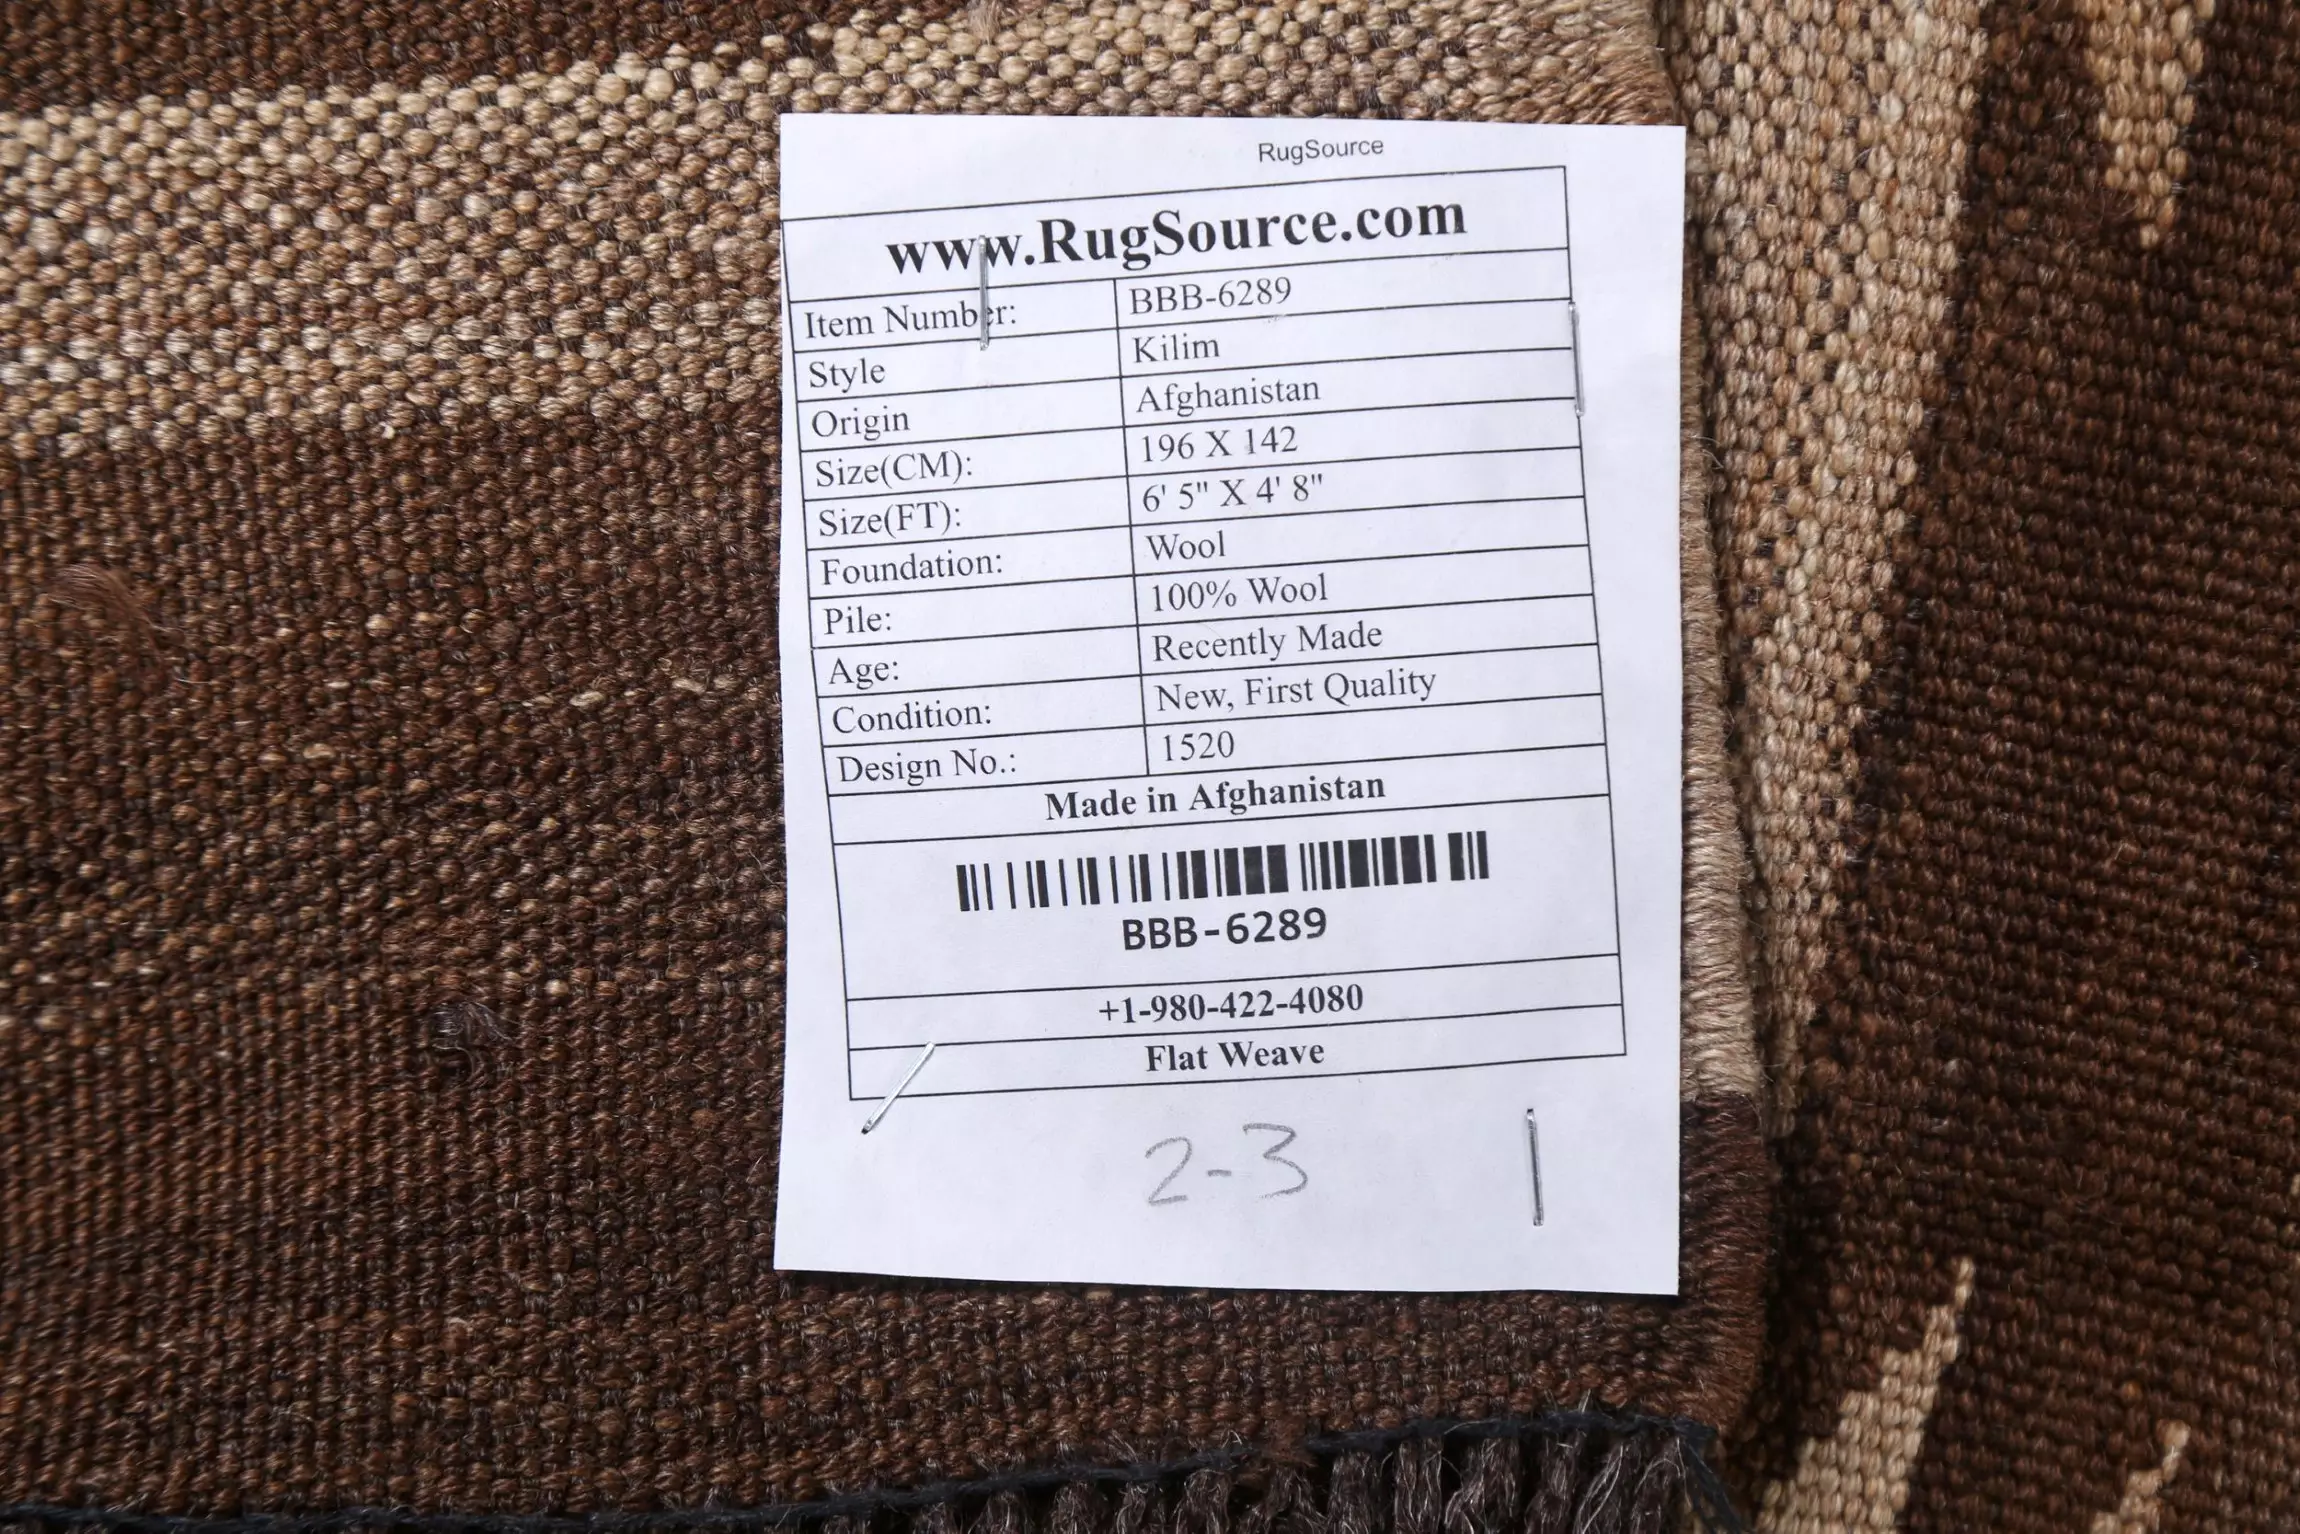 RugSource
www.RugSource.com
Item Number: BBB-6289
Style Kilim
Origin Afghanistan
Size(CM): 196 X 142
Size(FT): 6' 5" X 4' 8"
Foundation: Wool
Pile: 100% Wool
Age: Recently Made
Condition: New, First Quality
Design No.: 1520
Made in Afghanistan
BBB-6289
+1-980-422-4080
Flat Weave
2-3